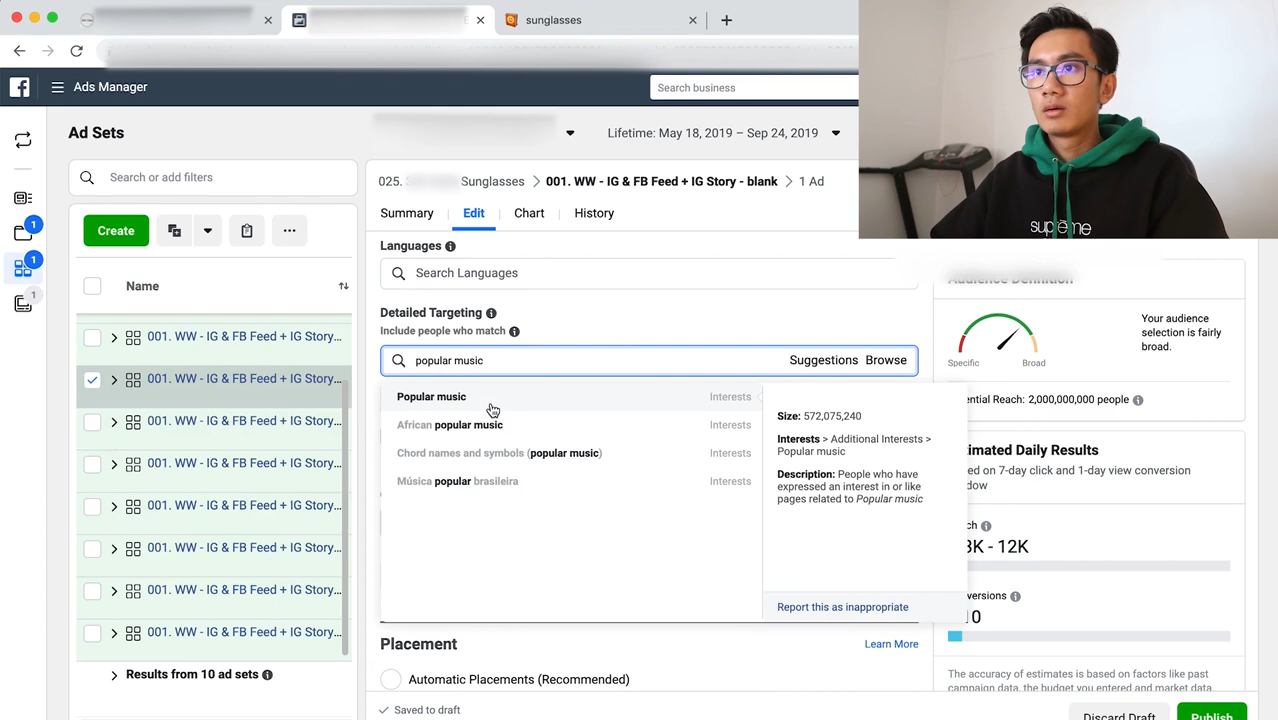 sunglasses
Ads Manager
Search business
Ad Sets
Lifetime: May 18, 2019 – Sep 24, 2019
Search or add filters
025.
Sunglasses
001. WW - IG & FB Feed + IG Story - blank
1 Ad
Summary
Edit
Chart
History
Create
1
1
1
Name
001. WW - IG & FB Feed + IG Story...
001. WW - IG & FB Feed + IG Story...
001. WW - IG & FB Feed + IG Story...
001. WW - IG & FB Feed + IG Story...
001. WW - IG & FB Feed + IG Story...
001. WW - IG & FB Feed + IG Story...
001. WW - IG & FB Feed + IG Story...
001. WW - IG & FB Feed + IG Story...
Results from 10 ad sets
Languages
Search Languages
Detailed Targeting
Include people who match
popular music
Suggestions
Browse
Popular music
Interests
African popular music
Interests
Chord names and symbols (popular music)
Interests
Música popular brasileira
Interests
Size: 572,075,240
Interests > Additional Interests >
Popular music
Description: People who have
expressed an interest in or like
pages related to Popular music
Report this as inappropriate
Placement
Learn More
Automatic Placements (Recommended)
Saved to draft
Audience Definition
Specific
Broad
Your audience
selection is fairly
broad.
ential Reach: 2,000,000,000 people
imated Daily Results
ed on 7-day click and 1-day view conversion
dow
ch
3K - 12K
versions
10
The accuracy of estimates is based on factors like past
campaign data, the budget you entered and market data.
Discard Draft
Publish
suprēme